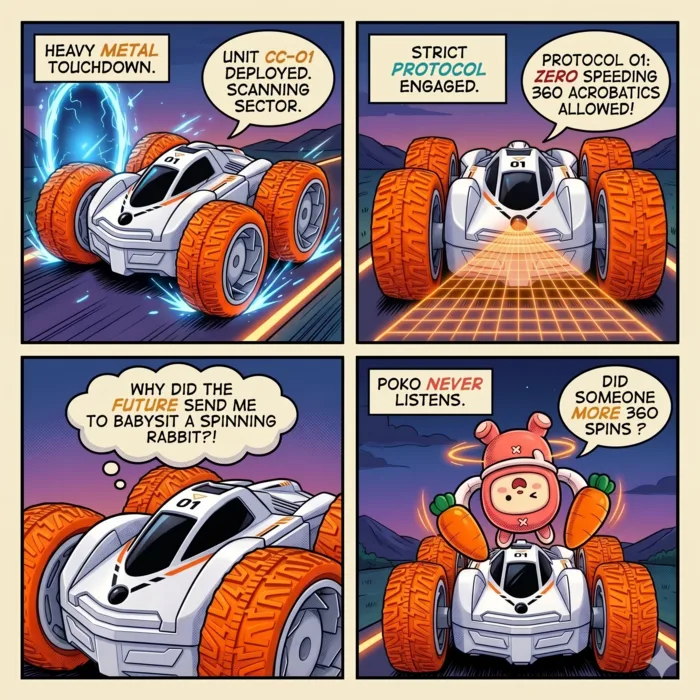 HEAVY METAL
TOUCHDOWN.
UNIT CC-01
DEPLOYED.
SCANNING
SECTOR.
01
STRICT
PROTOCOL
ENGAGED.
PROTOCOL 01:
ZERO SPEEDING
360 ACROBATICS
ALLOWED!
01
WHY DID THE
FUTURE SEND ME
TO BABYSIT A SPINNING
RABBIT?!
01
POKO NEVER
LISTENS.
DID
SOMEONE
MORE 360
SPINS ?
01